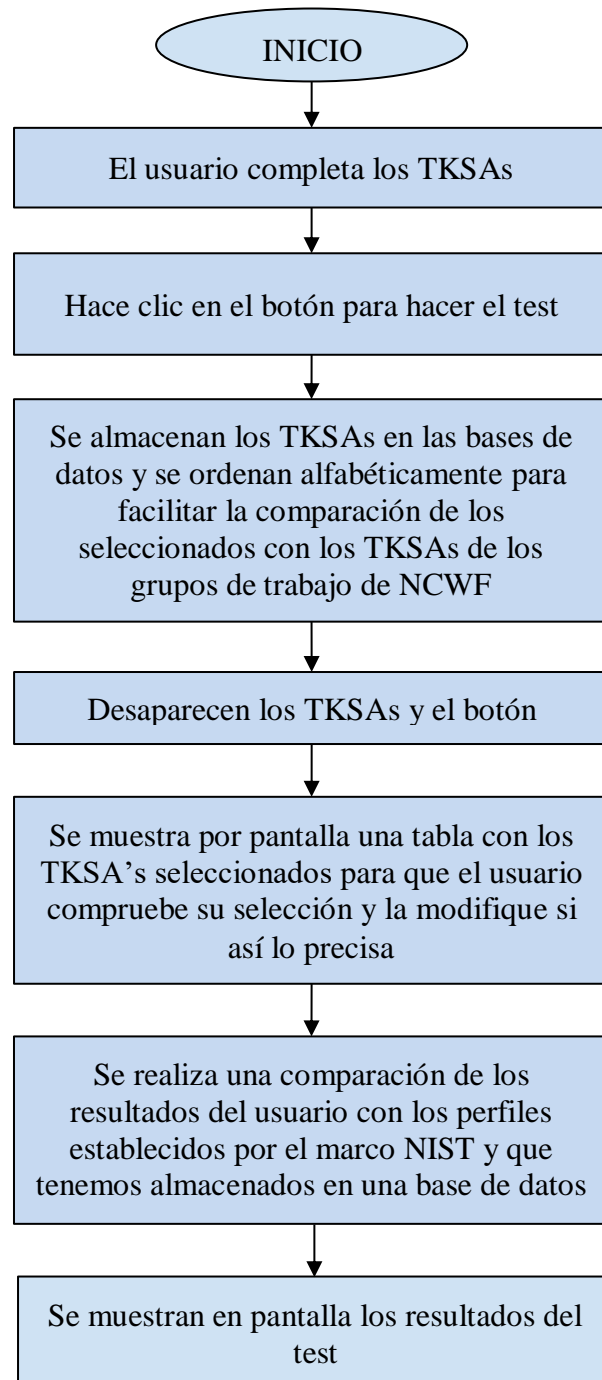 INICIO
El usuario completa los TKSAs
Hace clic en el botón para hacer el test
Se almacenan los TKSAs en las bases de
datos y se ordenan alfabéticamente para
facilitar la comparación de los
seleccionados con los TKSAs de los
grupos de trabajo de NCWF
Desaparecen los TKSAs y el botón
Se muestra por pantalla una tabla con los
TKSA’s seleccionados para que el usuario
compruebe su selección y la modifique si
así lo precisa
Se realiza una comparación de los
resultados del usuario con los perfiles
establecidos por el marco NIST y que
tenemos almacenados en una base de datos
Se muestran en pantalla los resultados del
test